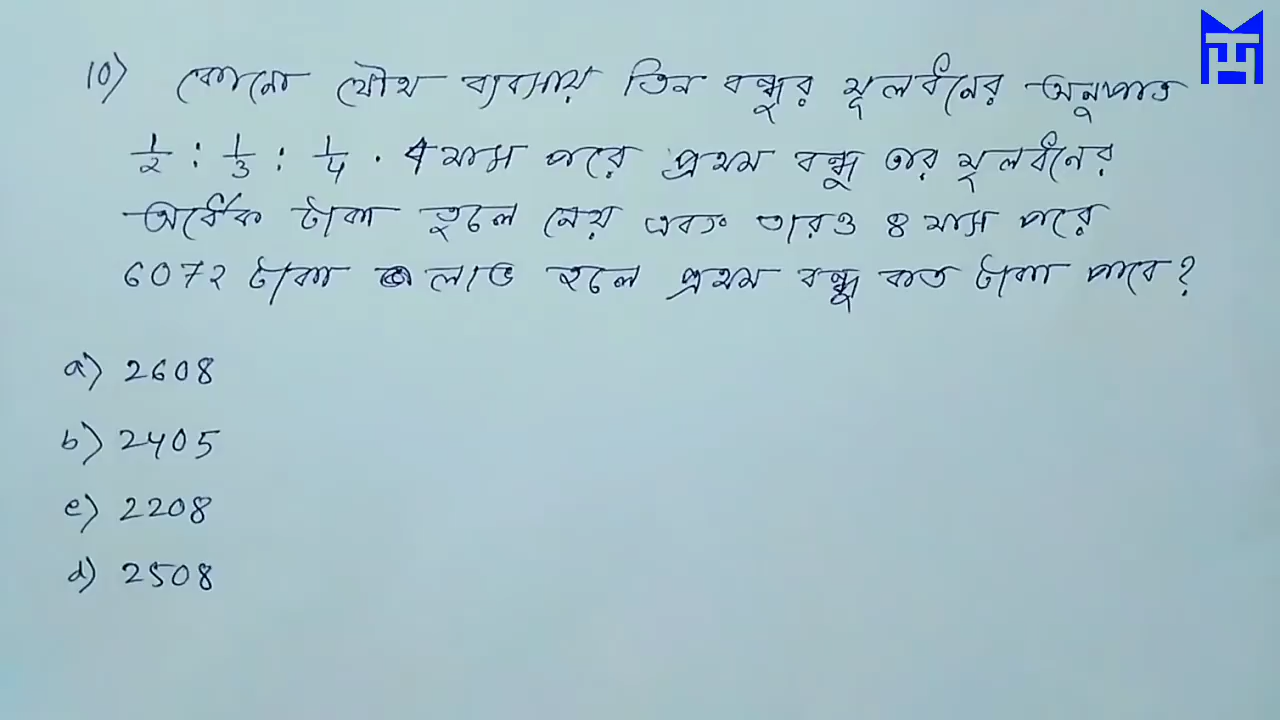 10) কোনো যৌথ ব্যবসায় তিন বন্ধুর মূলধনের অনুপাত
1/2 : 1/3 : 1/4 . 4 মাস পরে প্রথম বন্ধু তার মূলধনের
অর্ধেক টাকা তুলে নেয় এবং তারও 8 মাস পরে
6072 টাকা লাভ হলে প্রথম বন্ধু কত টাকা পাবে?
a) 2608
b) 2405
c) 2208
d) 2508